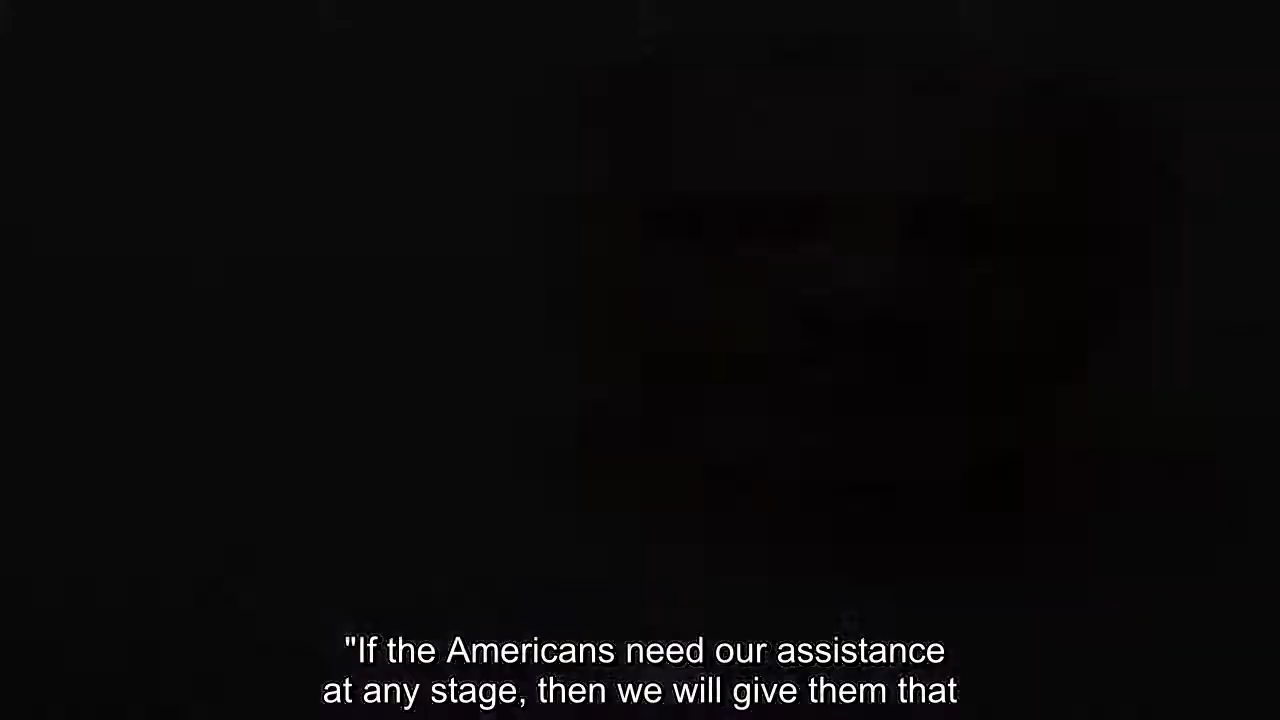 "If the Americans need our assistance
at any stage, then we will give them that